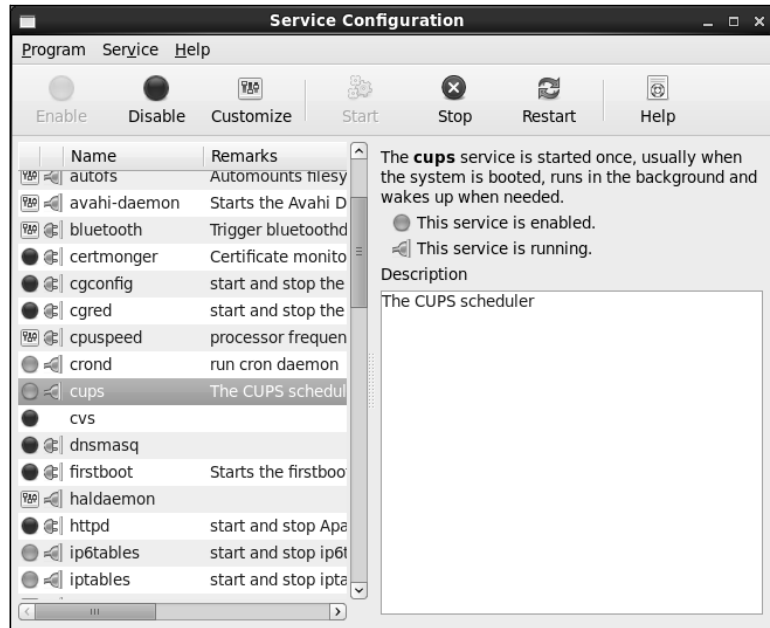 Service Configuration
Program Service Help
Enable Disable Customize Start Stop Restart Help
Name Remarks
autofs Automounts filesy
avahi-daemon Starts the Avahi D
bluetooth Trigger bluetoothd
certmonger Certificate monito
cgconfig start and stop the
cgred start and stop the
cpuspeed processor frequen
crond run cron daemon
cups The CUPS schedul
cvs
dnsmasq
firstboot Starts the firstboo
haldaemon
httpd start and stop Apa
ip6tables start and stop ip6t
iptables start and stop ipta
The cups service is started once, usually when
the system is booted, runs in the background and
wakes up when needed.
This service is enabled.
This service is running.
Description
The CUPS scheduler